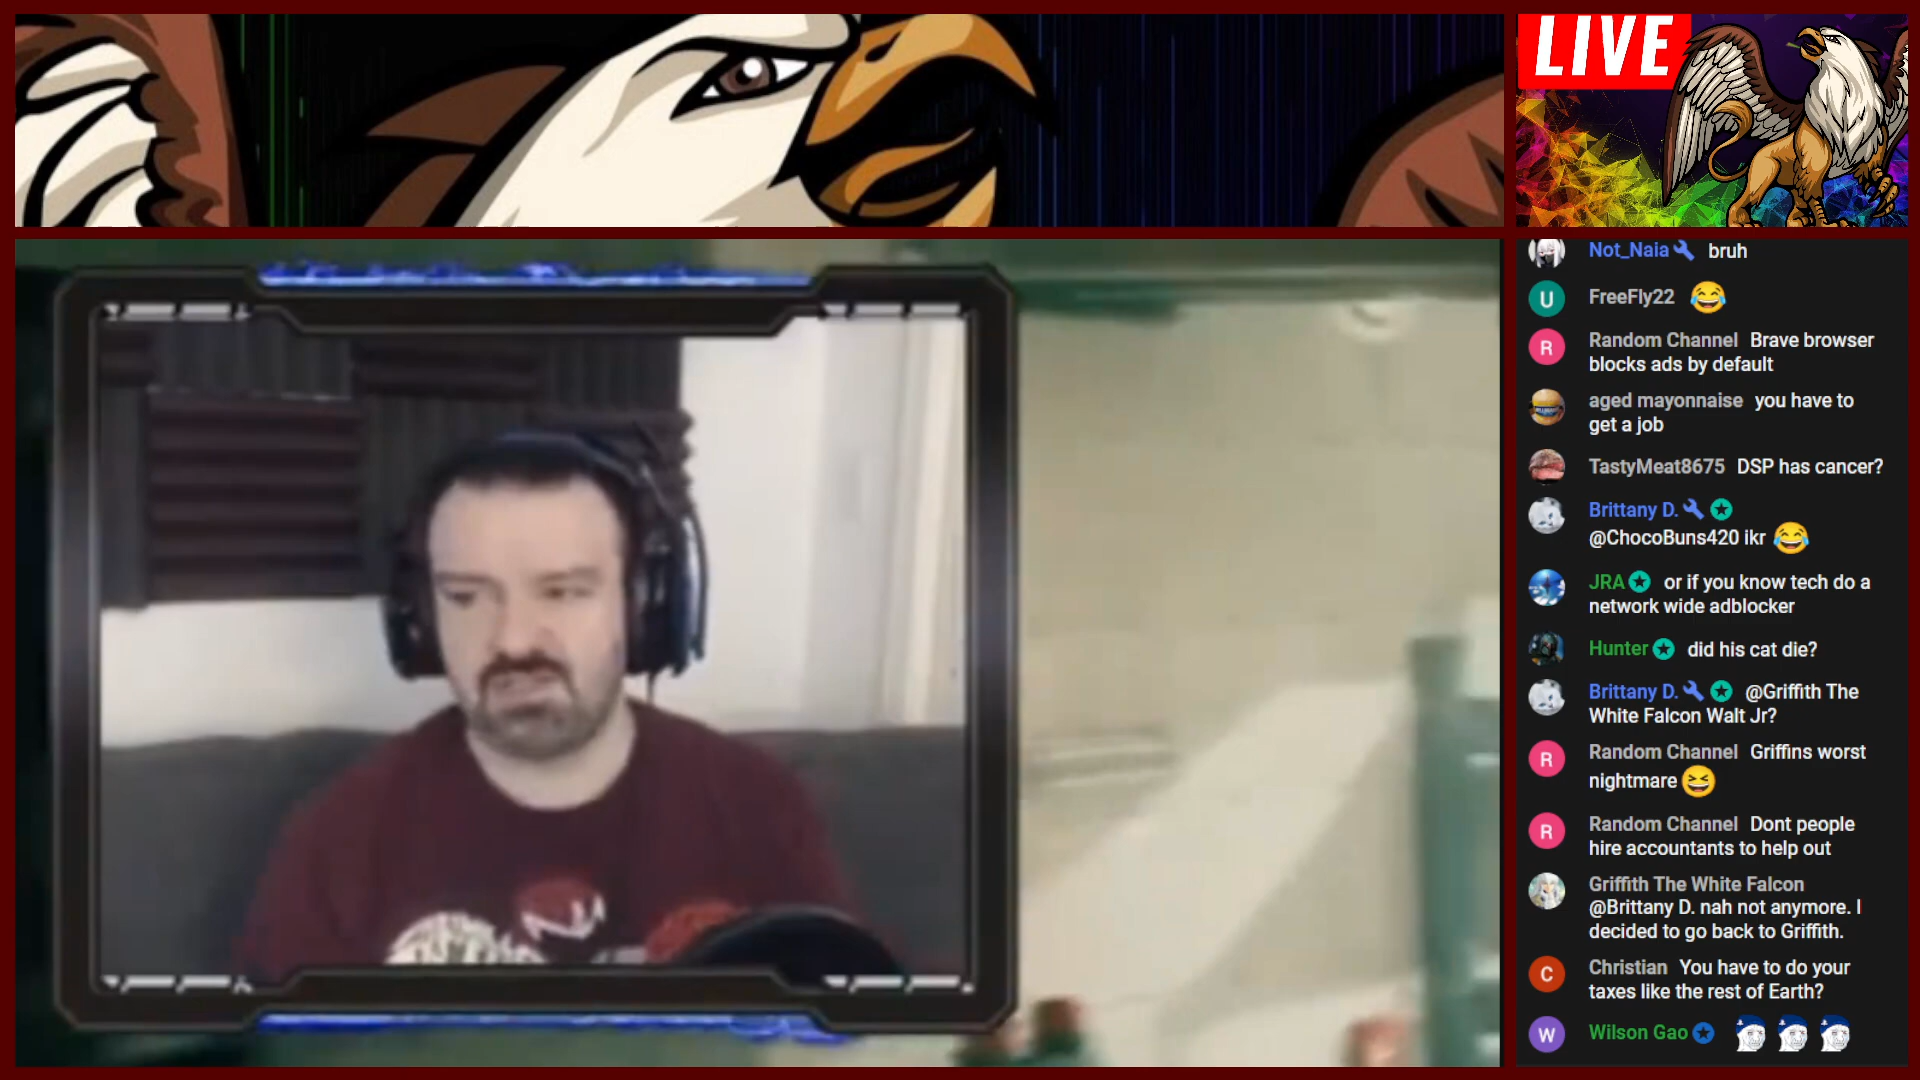 LIVE
Not_Naia bruh
FreeFly22
U
Random Channel Brave browser
blocks ads by default
R
aged mayonnaise you have to
get a job
TastyMeat8675 DSP has cancer?
Brittany D.
@ChocoBuns420 ikr
JRA or if you know tech do a
network wide adblocker
Hunter did his cat die?
Brittany D. @Griffith The
White Falcon Walt Jr?
Random Channel Griffins worst
nightmare
R
Random Channel Dont people
hire accountants to help out
R
Griffith The White Falcon
@Brittany D. nah not anymore. I
decided to go back to Griffith.
Christian You have to do your
taxes like the rest of Earth?
C
Wilson Gao
W